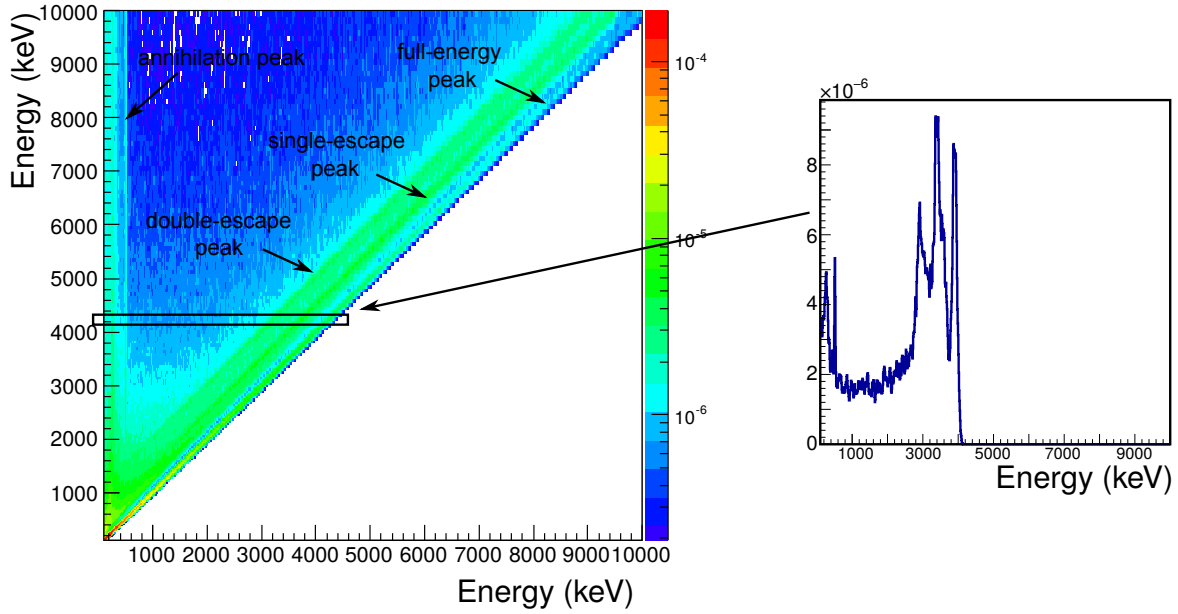 Energy (keV)
10000
9000
8000
7000
6000
5000
4000
3000
2000
1000
annihilation peak
full-energy
peak
single-escape
peak
double-escape
peak
1000 2000 3000 4000 5000 6000 7000 8000 9000 10000
Energy (keV)
10⁻⁴
10⁻⁵
10⁻⁶
×10⁻⁶
8
6
4
2
0
1000 3000 5000 7000 9000
Energy (keV)